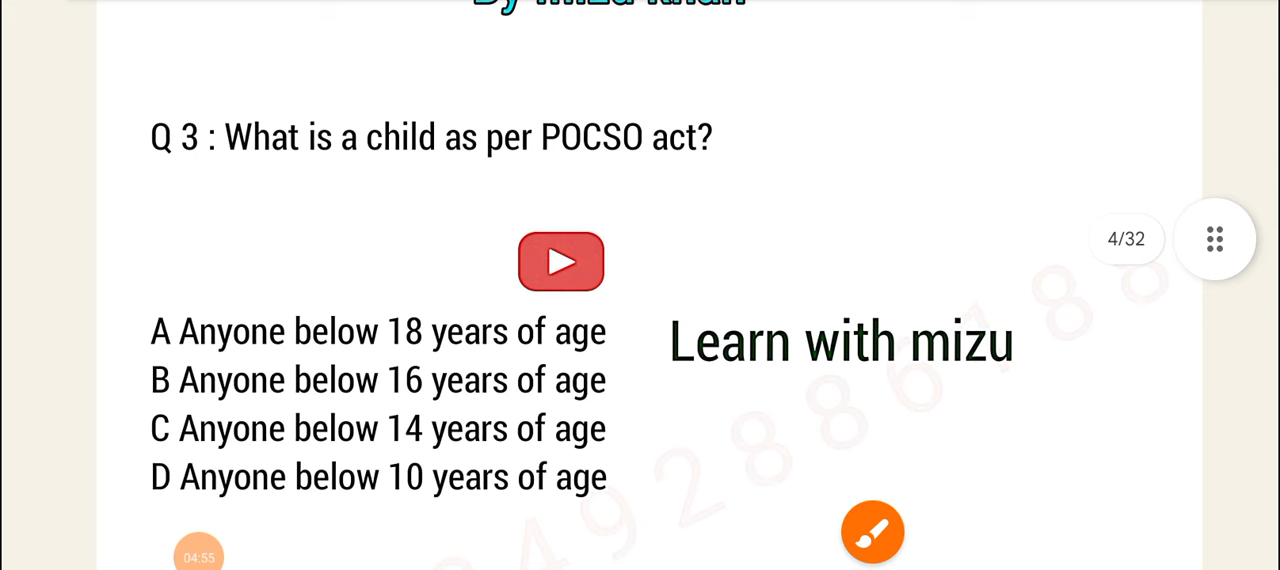 Q 3 : What is a child as per POCSO act?
4/32
A Anyone below 18 years of age
Learn with mizu
B Anyone below 16 years of age
C Anyone below 14 years of age
D Anyone below 10 years of age
04:55